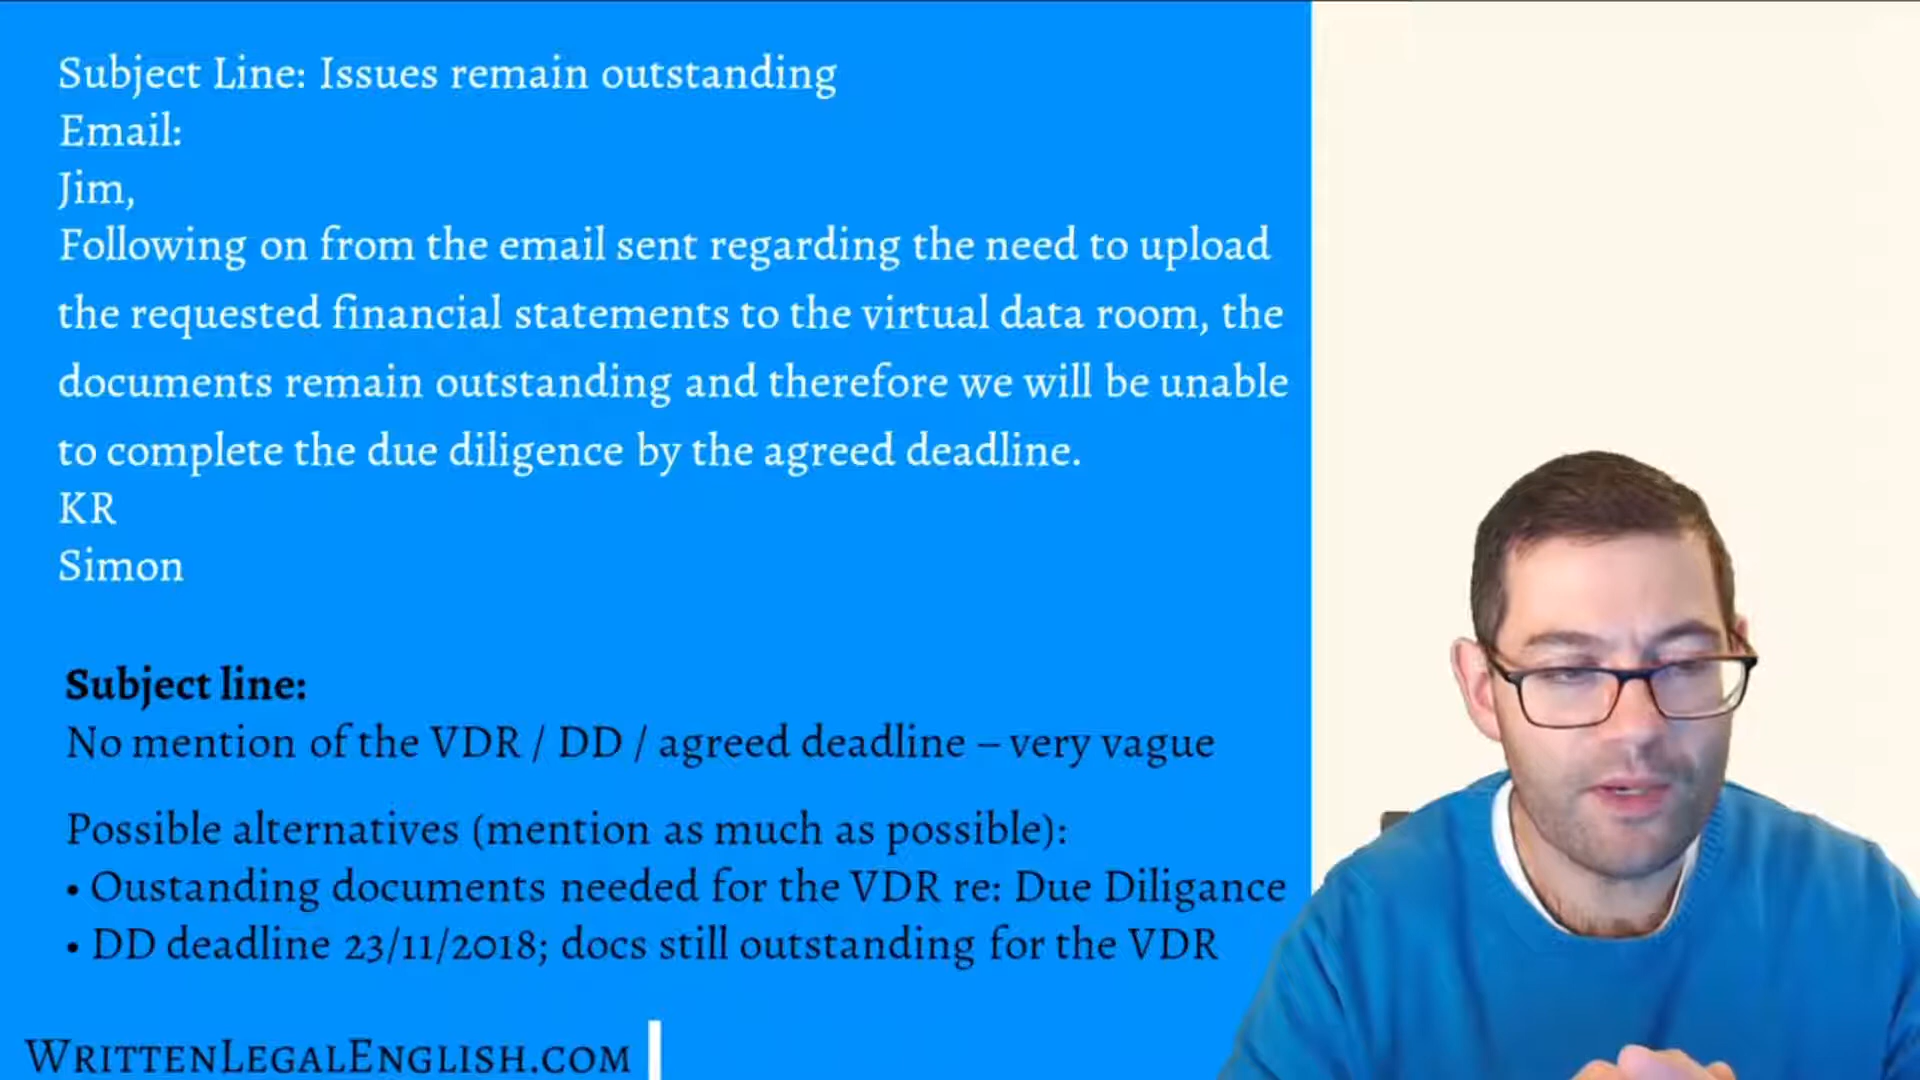 Subject Line: Issues remain outstanding
Email:
Jim,
Following on from the email sent regarding the need to upload
the requested financial statements to the virtual data room, the
documents remain outstanding and therefore we will be unable
to complete the due diligence by the agreed deadline.
KR
Simon
Subject line:
No mention of the VDR / DD / agreed deadline – very vague
Possible alternatives (mention as much as possible):
• Oustanding documents needed for the VDR re: Due Diligance
• DD deadline 23/11/2018; docs still outstanding for the VDR
WRITTENLEGALENGLISH.COM